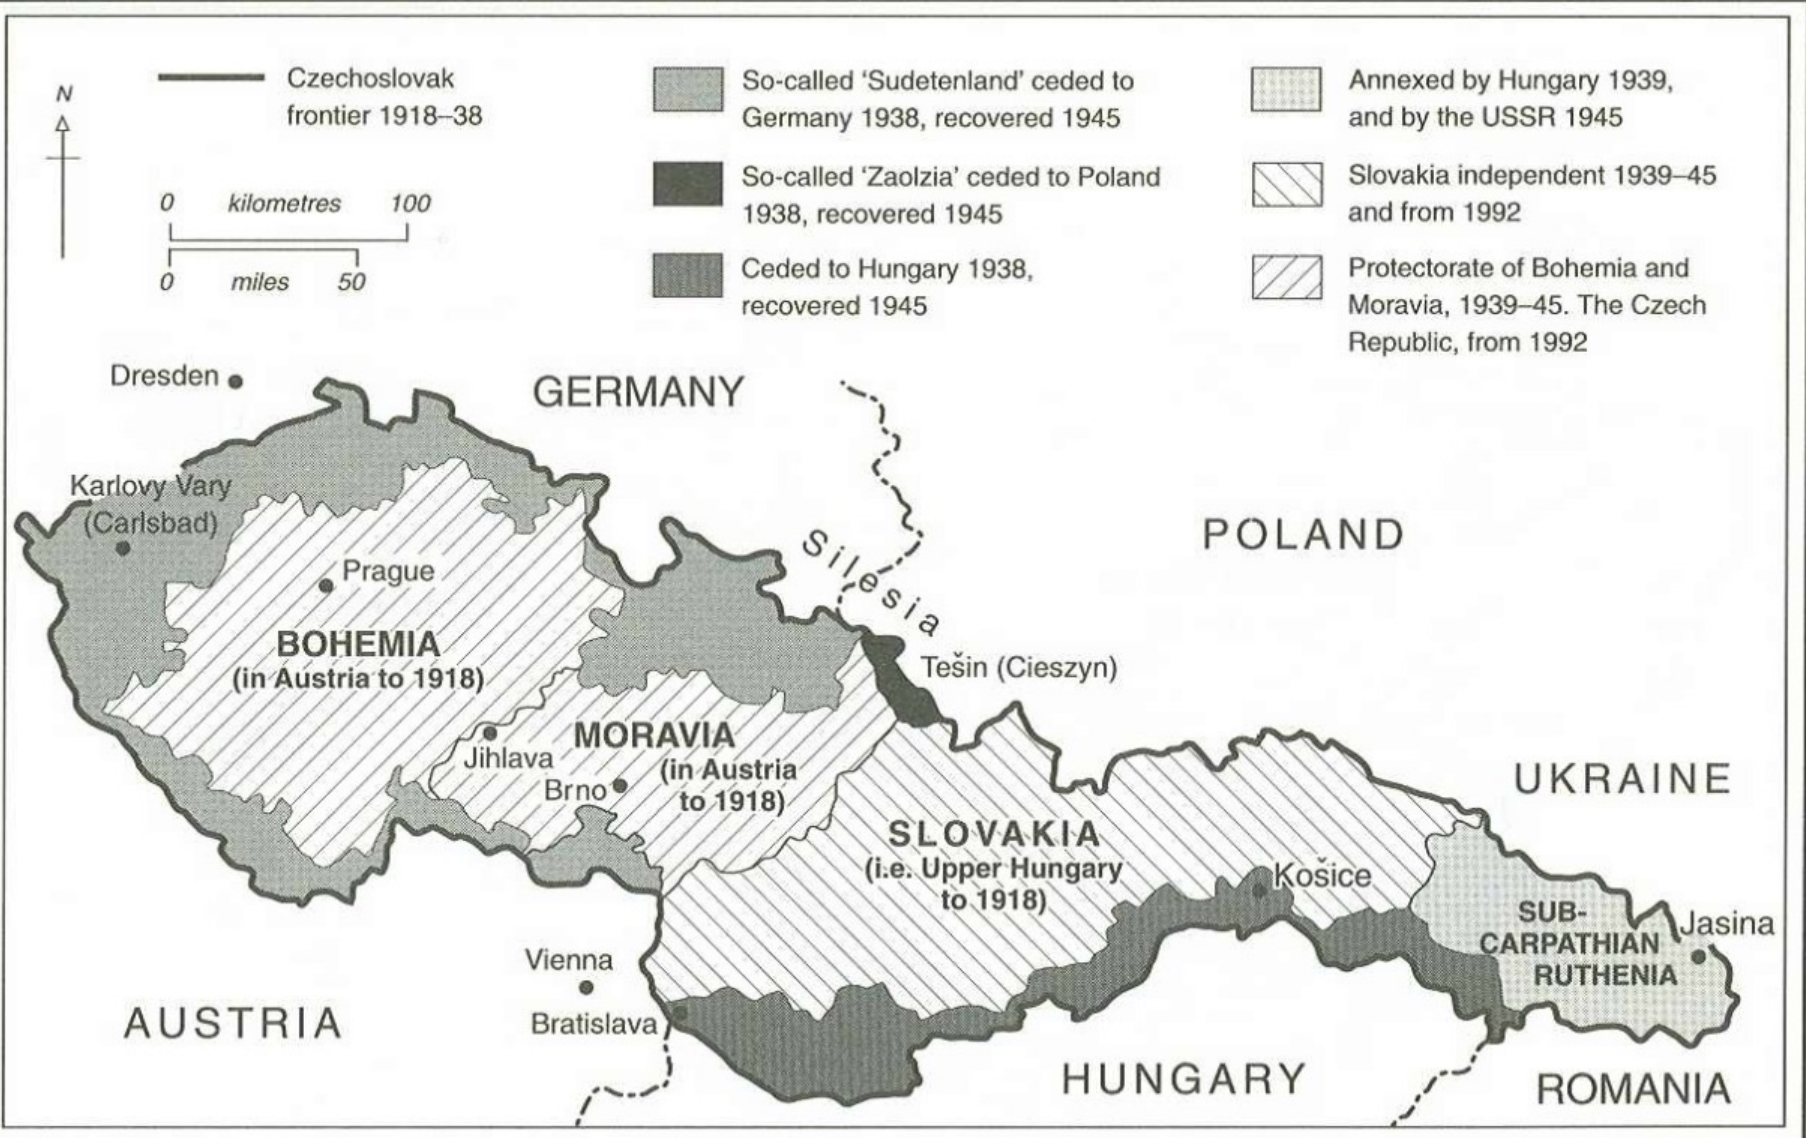 N
Czechoslovak
frontier 1918–38
0 kilometres 100
0 miles 50
So-called ‘Sudetenland’ ceded to
Germany 1938, recovered 1945
So-called ‘Zaolzia’ ceded to Poland
1938, recovered 1945
Ceded to Hungary 1938,
recovered 1945
Annexed by Hungary 1939,
and by the USSR 1945
Slovakia independent 1939–45
and from 1992
Protectorate of Bohemia and
Moravia, 1939–45. The Czech
Republic, from 1992
Dresden
GERMANY
Karlovy Vary
(Carlsbad)
Prague
BOHEMIA
(in Austria to 1918)
Silesia
POLAND
Tešin (Cieszyn)
Jihlava
MORAVIA
(in Austria
to 1918)
Brno
UKRAINE
SLOVAKIA
(i.e. Upper Hungary
to 1918)
Košice
SUB-
CARPATHIAN
RUTHENIA
Jasina
Vienna
Bratislava
AUSTRIA
HUNGARY
ROMANIA